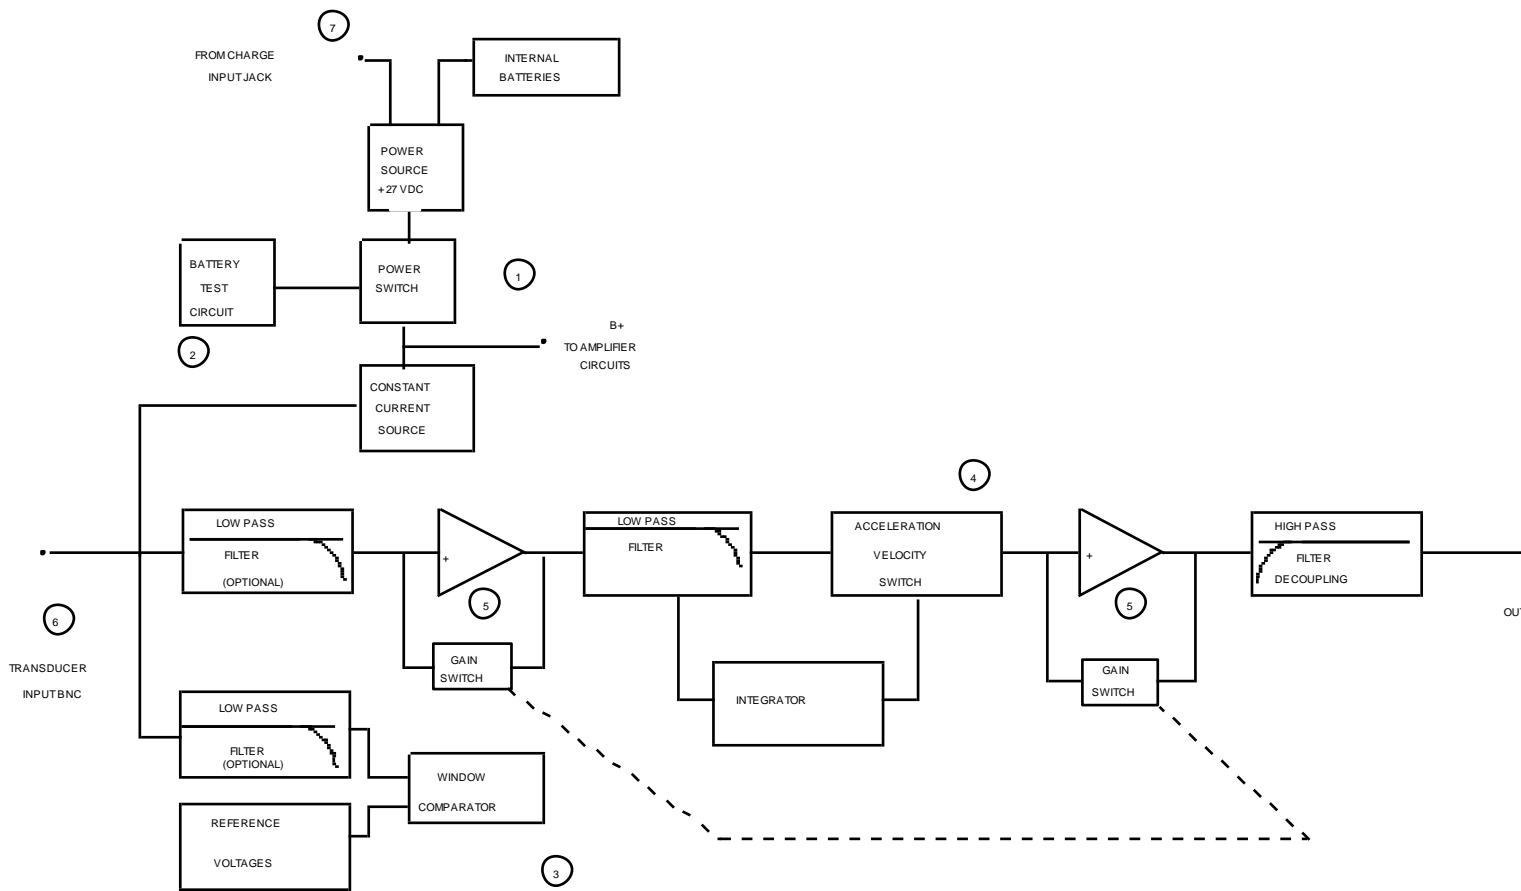 7
FROM CHARGE
INPUT JACK
INTERNAL
BATTERIES
POWER
SOURCE
+27 VDC
BATTERY
TEST
CIRCUIT
POWER
SWITCH
1
2
B+
TO AMPLIFIER
CIRCUITS
CONSTANT
CURRENT
SOURCE
4
LOW PASS
FILTER
(OPTIONAL)
+
5
LOW PASS
FILTER
ACCELERATION
VELOCITY
SWITCH
+
5
HIGH PASS
FILTER
DECOUPLING
OUT
6
TRANSDUCER
INPUT BNC
GAIN
SWITCH
INTEGRATOR
GAIN
SWITCH
LOW PASS
FILTER
(OPTIONAL)
WINDOW
COMPARATOR
REFERENCE
VOLTAGES
3